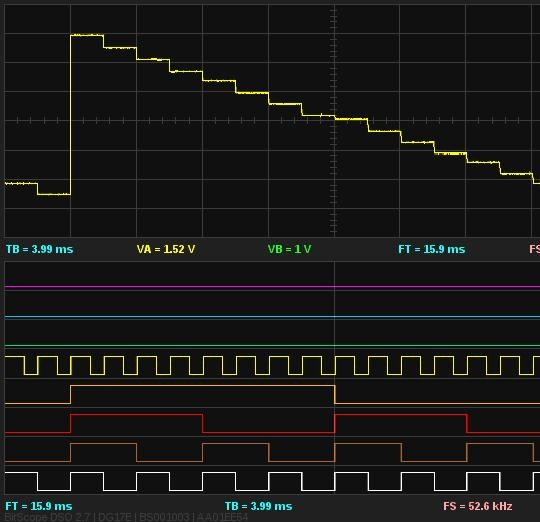 TB = 3.99 ms VA = 1.52 V VB = 1 V FT = 15.9 ms FS
FT = 15.9 ms TB = 3.99 ms FS = 52.6 kHz
BitScope DSO 2.7 | DG17E | BS001003 | AA01EE54